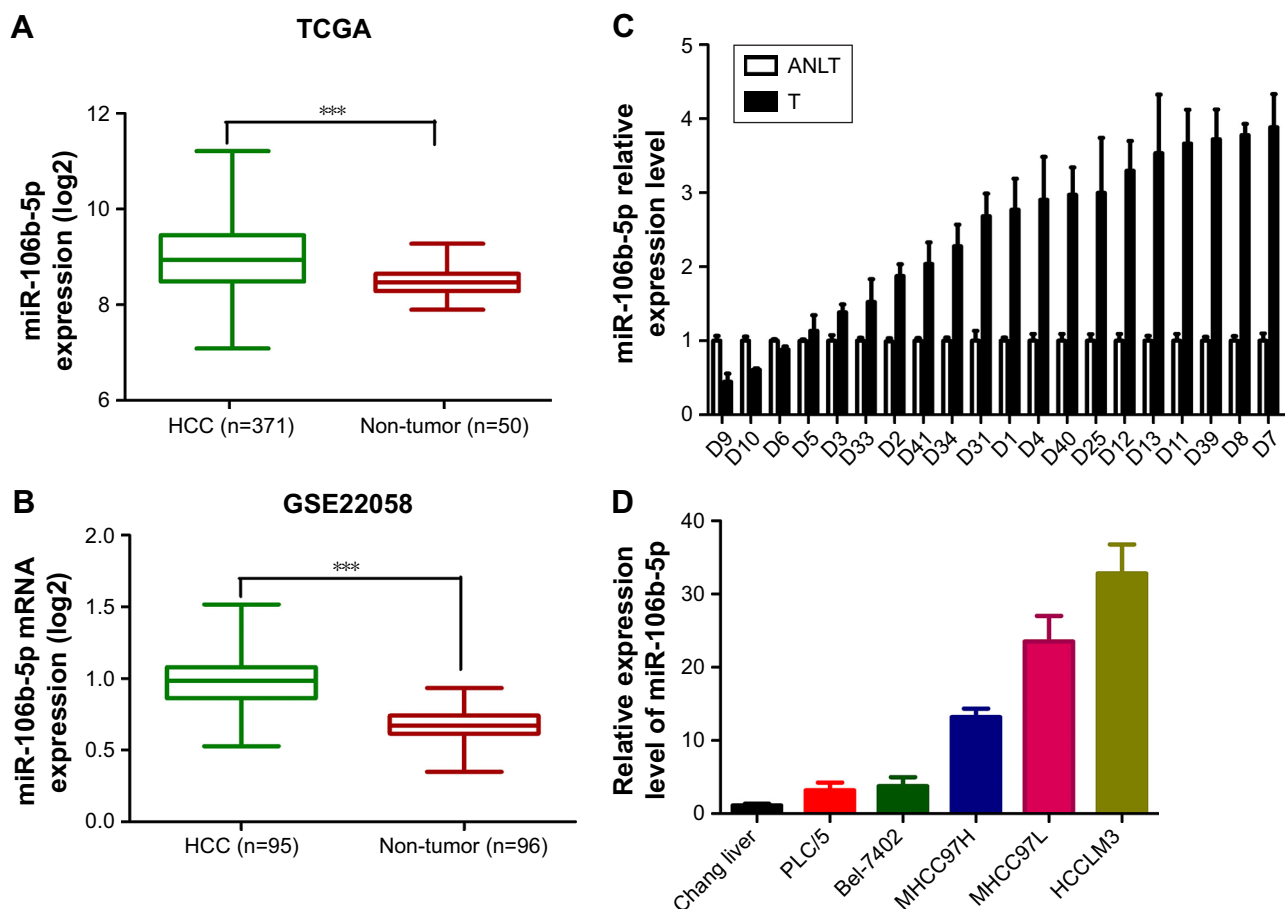 A
TCGA
miR-106b-5p
expression (log2)
12
10
8
6
***
HCC (n=371)
Non-tumor (n=50)
B
GSE22058
miR-106b-5p mRNA
expression (log2)
2.0
1.5
1.0
0.5
0.0
***
HCC (n=95)
Non-tumor (n=96)
C
miR-106b-5p relative
expression level
5
4
3
2
1
0
ANLT
T
D9
D10
D6
D5
D3
D33
D2
D41
D34
D31
D1
D4
D40
D25
D12
D13
D11
D39
D8
D7
D
Relative expression
level of miR-106b-5p
40
30
20
10
0
Chang liver
PLC/5
Bel-7402
MHCC97H
MHCC97L
HCCLM3